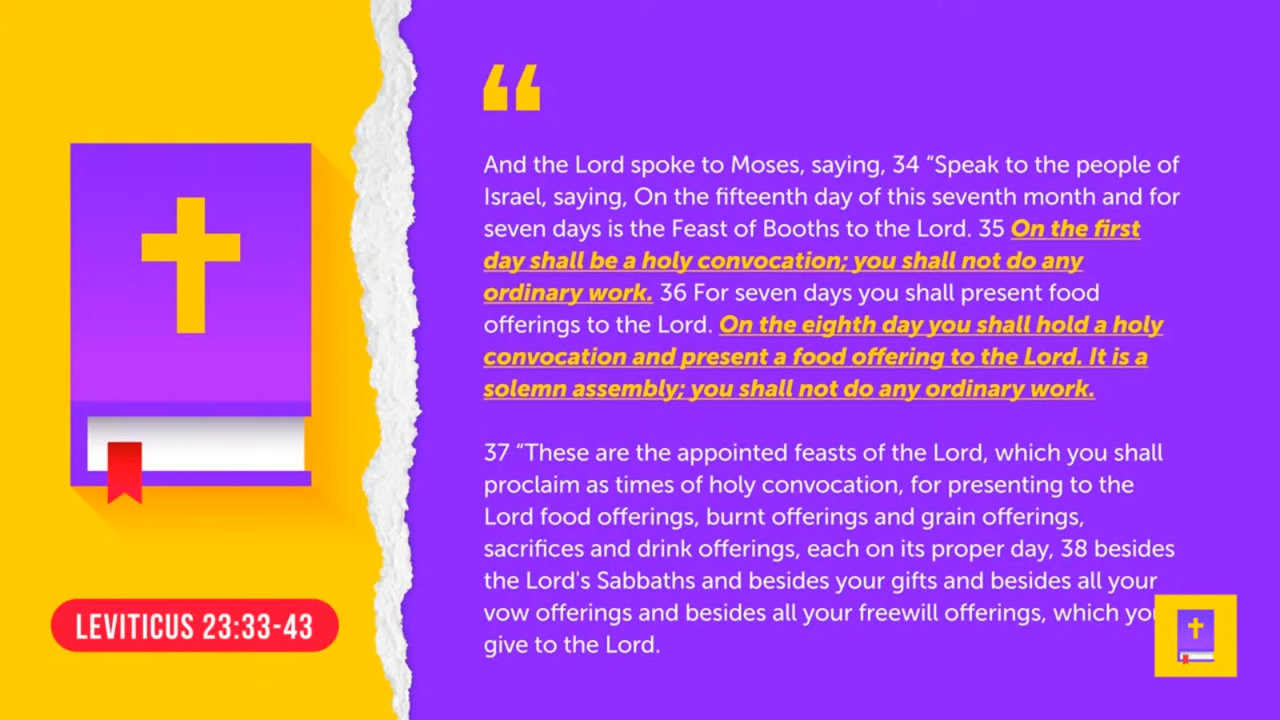 “
And the Lord spoke to Moses, saying, 34 “Speak to the people of
Israel, saying, On the fifteenth day of this seventh month and for
seven days is the Feast of Booths to the Lord. 35 On the first
day shall be a holy convocation; you shall not do any
ordinary work. 36 For seven days you shall present food
offerings to the Lord. On the eighth day you shall hold a holy
convocation and present a food offering to the Lord. It is a
solemn assembly; you shall not do any ordinary work.
37 “These are the appointed feasts of the Lord, which you shall
proclaim as times of holy convocation, for presenting to the
Lord food offerings, burnt offerings and grain offerings,
sacrifices and drink offerings, each on its proper day, 38 besides
the Lord's Sabbaths and besides your gifts and besides all your
vow offerings and besides all your freewill offerings, which you
give to the Lord.
LEVITICUS 23:33-43